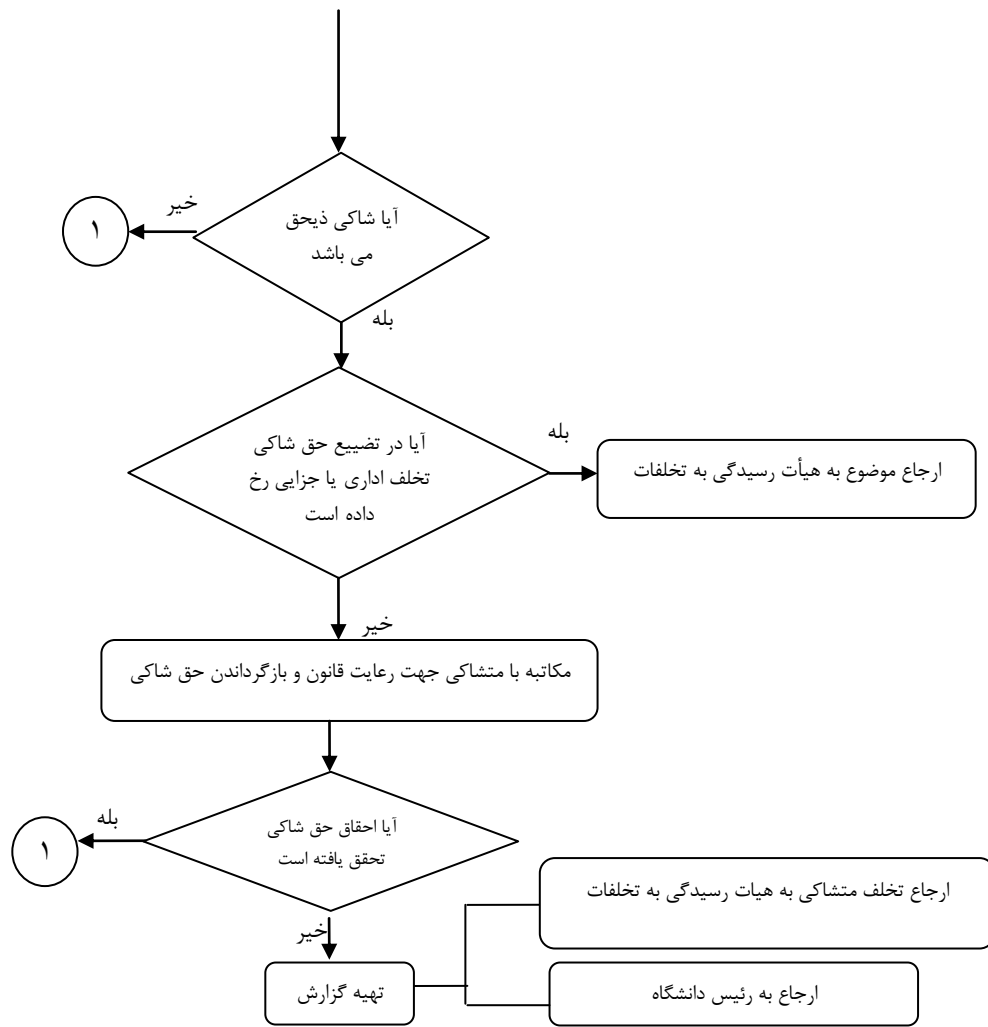 آیا شاکی ذیحق
می باشد
خیر
۱
بله
آیا در تضییع حق شاکی
تخلف اداری یا جزایی رخ
داده است
بله
ارجاع موضوع به هیأت رسیدگی به تخلفات
خیر
مکاتبه با متشاکی جهت رعایت قانون و بازگرداندن حق شاکی
آیا احقاق حق شاکی
تحقق یافته است
بله
۱
خیر
تهیه گزارش
ارجاع تخلف متشاکی به هیات رسیدگی به تخلفات
ارجاع به رئیس دانشگاه